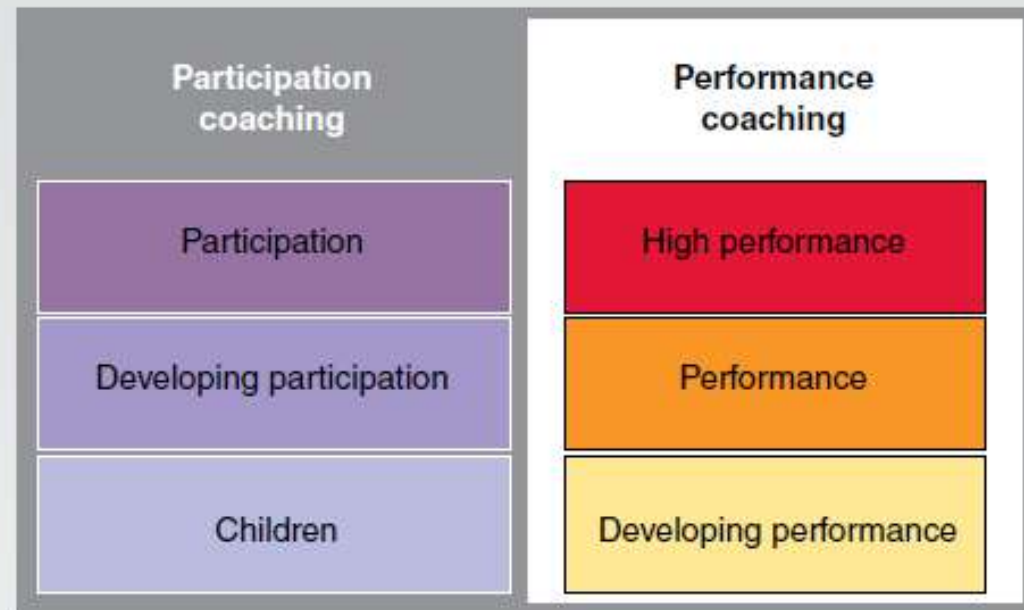 Participation
coaching
Participation
Developing participation
Children
Performance
coaching
High performance
Performance
Developing performance